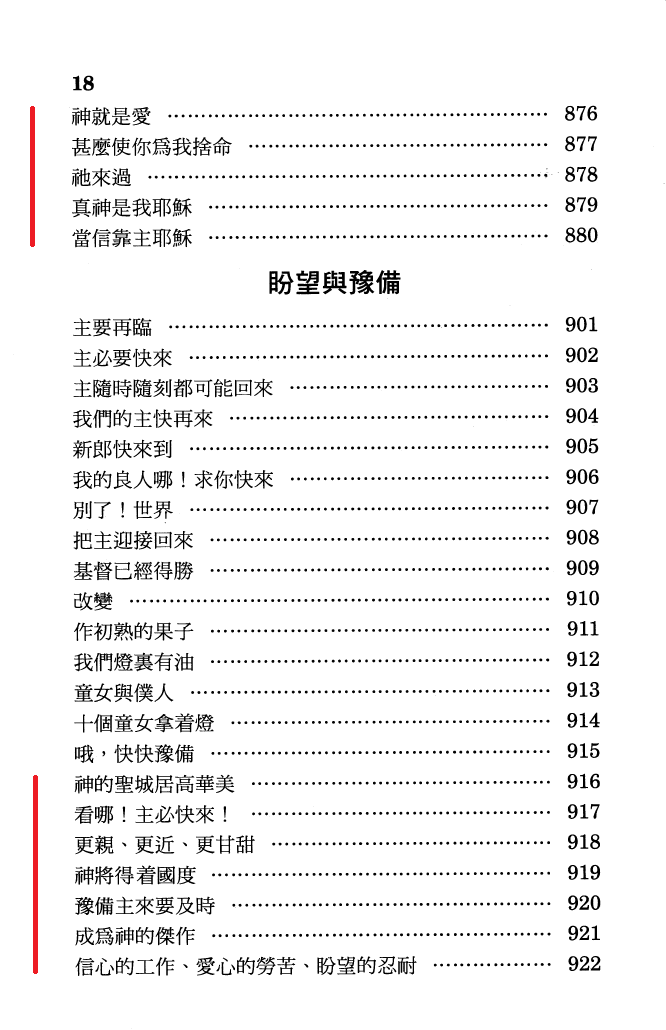 18
神就是愛 …………………………………………… 876
甚麼使你爲我捨命 ………………………………… 877
祂來過 ……………………………………………… 878
真神是我耶穌 ……………………………………… 879
當信靠主耶穌 ……………………………………… 880
盼望與豫備
主要再臨 …………………………………………… 901
主必要快來 ………………………………………… 902
主隨時隨刻都可能回來 …………………………… 903
我們的主快再來 …………………………………… 904
新郎快來到 ………………………………………… 905
我的良人哪！求你快來 …………………………… 906
別了！世界 ………………………………………… 907
把主迎接回來 ……………………………………… 908
基督已經得勝 ……………………………………… 909
改變 ………………………………………………… 910
作初熟的果子 ……………………………………… 911
我們燈裏有油 ……………………………………… 912
童女與僕人 ………………………………………… 913
十個童女拿着燈 …………………………………… 914
哦，快快豫備 ……………………………………… 915
神的聖城居高華美 ………………………………… 916
看哪！主必快來！ ………………………………… 917
更親、更近、更甘甜 ……………………………… 918
神將得着國度 ……………………………………… 919
豫備主來要及時 …………………………………… 920
成爲神的傑作 ……………………………………… 921
信心的工作、愛心的勞苦、盼望的忍耐 ………… 922